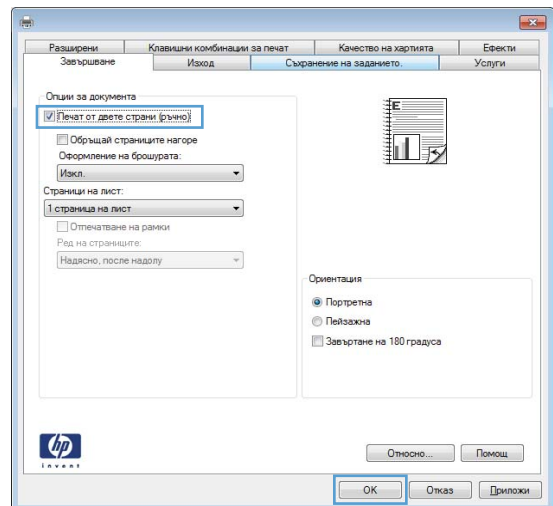 Разширени Клавишни комбинации за печат Качество на хартията Ефекти
Завършване Изход Съхранение на заданието. Услуги
Опции за документа
Печат от двете страни (ръчно)
Обръщай страниците нагоре
Оформление на брошурата:
Изкл.
Страници на лист:
1 страница на лист
Отпечатване на рамки
Ред на страниците:
Надясно, после надолу
E
Ориентация
Портретна
Пейзажна
Завъртане на 180 градуса
hp
invent
Относно... Помощ
OK Отказ Приложи